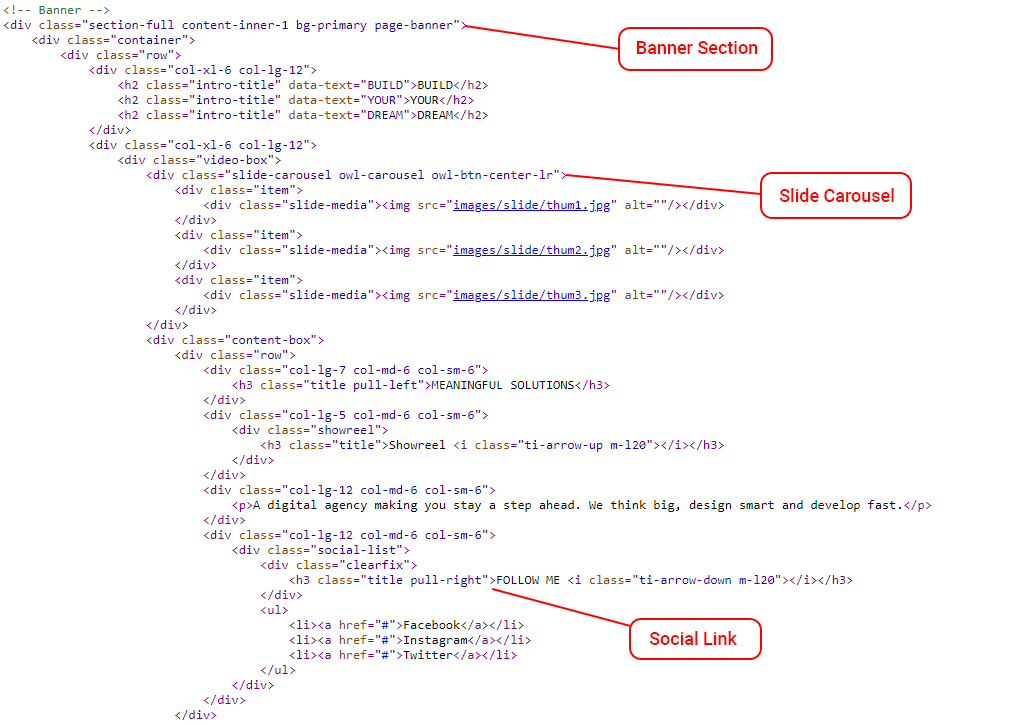 <!-- Banner -->
<div class="section-full content-inner-1 bg-primary page-banner">
Banner Section
<div class="container">
<div class="row">
<div class="col-xl-6 col-lg-12">
<h2 class="intro-title" data-text="BUILD">BUILD</h2>
<h2 class="intro-title" data-text="YOUR">YOUR</h2>
<h2 class="intro-title" data-text="DREAM">DREAM</h2>
</div>
<div class="col-xl-6 col-lg-12">
<div class="video-box">
<div class="slide-carousel owl-carousel owl-btn-center-lr">
Slide Carousel
<div class="item">
<div class="slide-media"><img src="images/slide/thum1.jpg" alt=""/></div>
</div>
<div class="item">
<div class="slide-media"><img src="images/slide/thum2.jpg" alt=""/></div>
</div>
<div class="item">
<div class="slide-media"><img src="images/slide/thum3.jpg" alt=""/></div>
</div>
</div>
<div class="content-box">
<div class="row">
<div class="col-lg-7 col-md-6 col-sm-6">
<h3 class="title pull-left">MEANINGFUL SOLUTIONS</h3>
</div>
<div class="col-lg-5 col-md-6 col-sm-6">
<div class="showreel">
<h3 class="title">Showreel <i class="ti-arrow-up m-l20"></i></h3>
</div>
</div>
<div class="col-lg-12 col-md-6 col-sm-6">
<p>A digital agency making you stay a step ahead. We think big, design smart and develop fast.</p>
</div>
<div class="col-lg-12 col-md-6 col-sm-6">
<div class="social-list">
<div class="clearfix">
<h3 class="title pull-right">FOLLOW ME <i class="ti-arrow-down m-l20"></i></h3>
</div>
<ul>
<li><a href="#">Facebook</a></li>
<li><a href="#">Instagram</a></li>
Social Link
<li><a href="#">Twitter</a></li>
</ul>
</div>
</div>
</div>